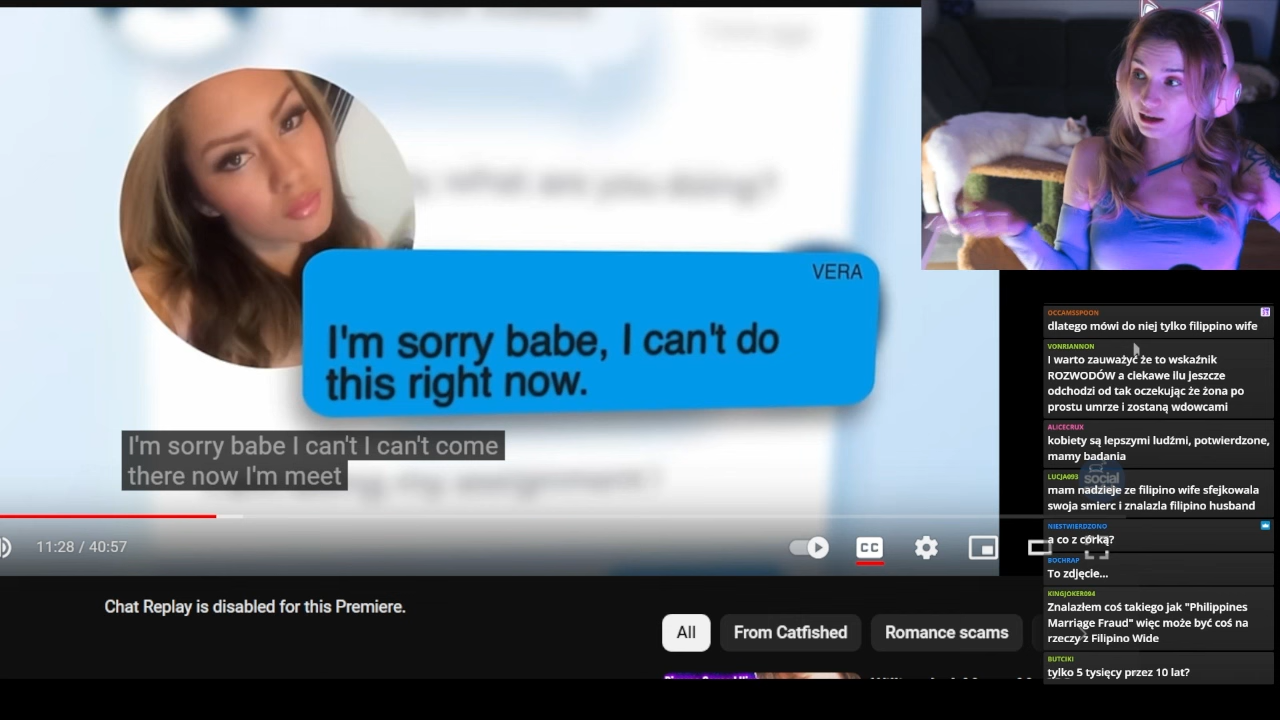 VERA
I'm sorry babe, I can't do
this right now.
I'm sorry babe I can't I can't come
there now I'm meet
11:28 / 40:57
CC
Chat Replay is disabled for this Premiere.
All
From Catfished
Romance scams
OCCAMSSPOON
dlatego mówi do niej tylko filippino wife
VONRIANNON
I warto zauważyć że to wskaźnik
ROZWODÓW a ciekawe ilu jeszcze
odchodzi od tak oczekując że żona po
prostu umrze i zostaną wdowcami
ALICECRUX
kobiety są lepszymi ludźmi, potwierdzone,
mamy badania
LUCJA093
mam nadzieje ze filipino wife sfejkowala
swoja smierc i znalazla filipino husband
social
NIESTWIERDZONO
a co z córką?
BOCHRAP
To zdjęcie...
KINGJOKER094
Znalazłem coś takiego jak "Philippines
Marriage Fraud" więc może być coś na
rzeczy z Filipino Wide
BUTCIKI
tylko 5 tysięcy przez 10 lat?